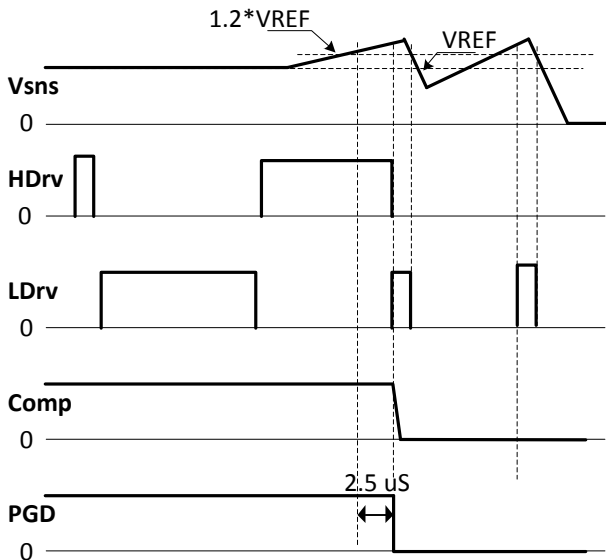 1.2*VREF
VREF
Vsns
0
HDrv
0
LDrv
0
Comp
0
2.5 uS
PGD
0